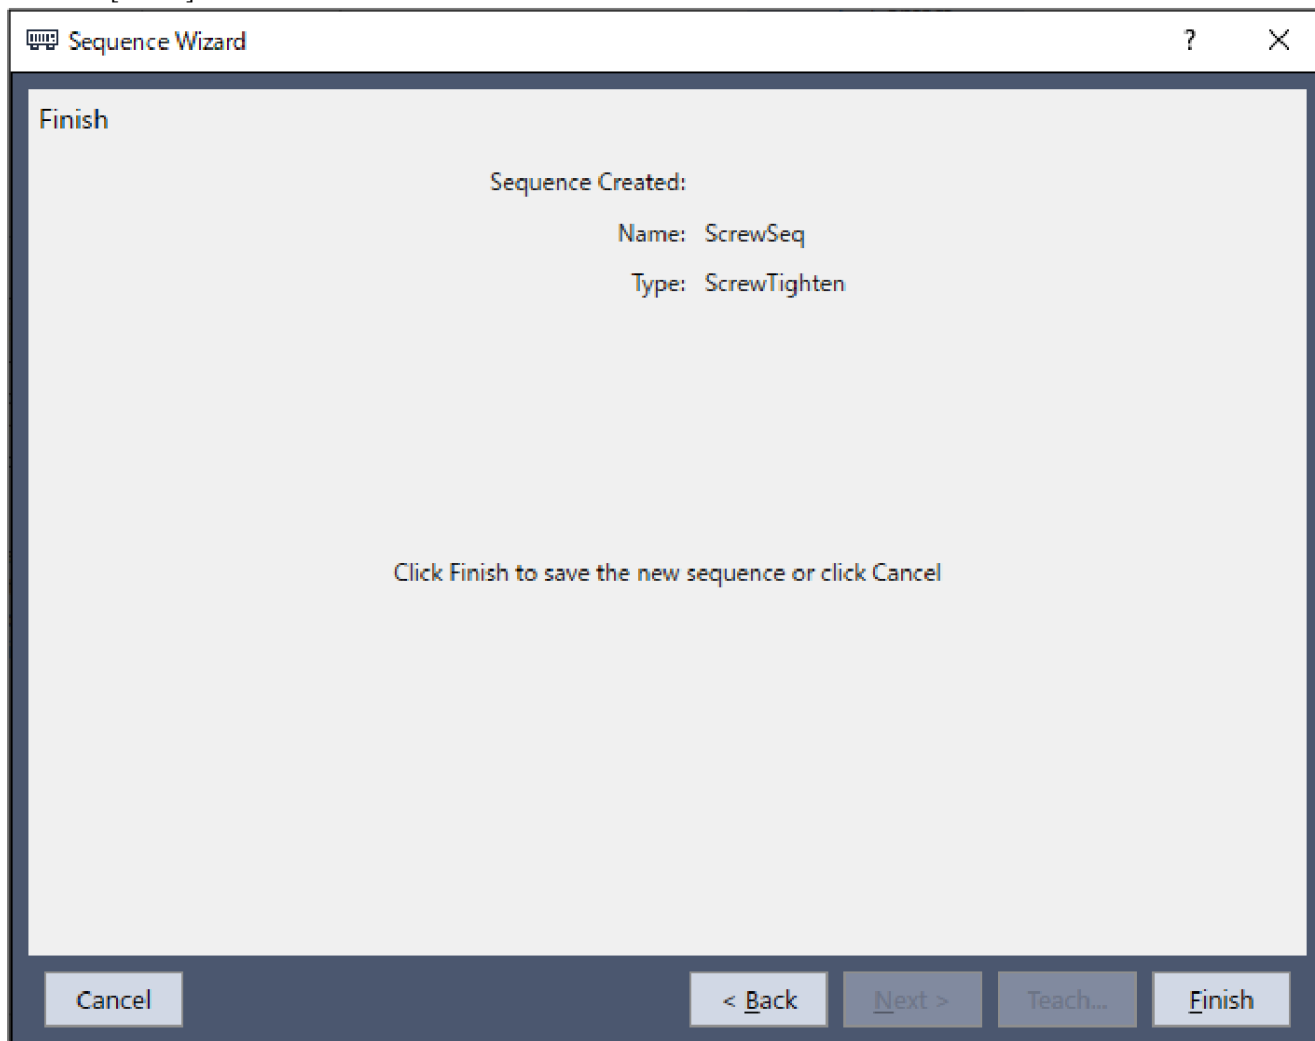 Sequence Wizard
?
Finish
Sequence Created:
Name: ScrewSeq
Type: ScrewTighten
Click Finish to save the new sequence or click Cancel
Cancel
< Back
Next >
Teach...
Finish